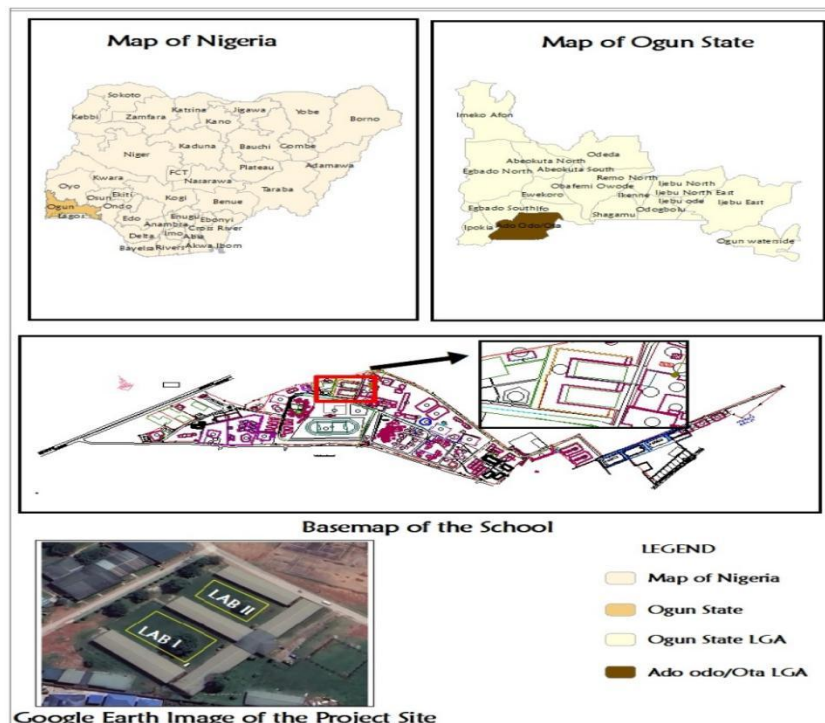 Map of Nigeria
Sokoto
Kebbi
Zamfara
Katrina
Kano
Jigawa
Yobe
Borno
Niger
Kaduna
Bauchi
Gombe
Adamawa
Kwara
FCT
Nasarawa
Plateau
Taraba
Oyo
Osun
Ekiti
Kogi
Benue
Ogun
Lagos
Ondo
Edo
Enugu
Ebonyi
Anambra
Cross River
Delta
Imo
Abia
Bayelsa
Rivers
Akwa Ibom
Map of Ogun State
Imeko Afon
Abeokuta North
Odeda
Egbado North
Abeokuta South
Remo North
Obafemi Owode
Ikenne
Ijebu North
Ijebu North East
Ewekoro
Ijebu ode
Ijebu East
Egbado South
Ifo
Shagamu
Odogbolu
Ipokia
Ado Odo/Ota
Ogun waterside
Basemap of the School
LAB I
LAB II
Google Earth Image of the Project Site
LEGEND
Map of Nigeria
Ogun State
Ogun State LGA
Ado odo/Ota LGA